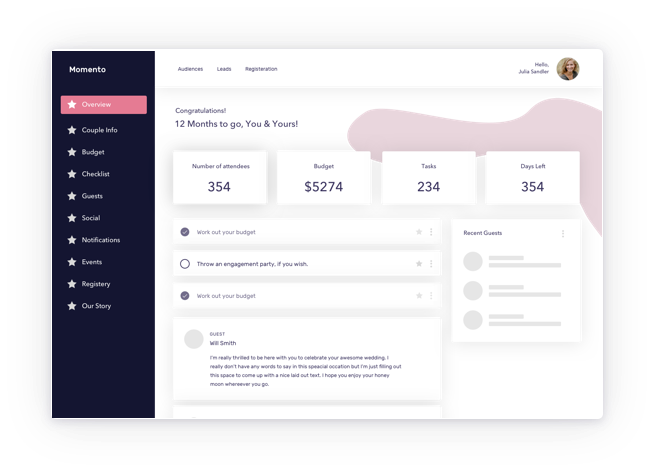 Momento
Audiences
Leads
Registeration
Hello,
Julia Sandler
Overview
Couple Info
Budget
Checklist
Guests
Social
Notifications
Events
Registery
Our Story
Congratulations!
12 Months to go, You & Yours!
Number of attendees
354
Budget
$5274
Tasks
234
Days Left
354
Work out your budget
Throw an engagement party, if you wish.
Work out your budget
Recent Guests
GUEST
Will Smith
I'm really thrilled to be here with you to celebrate your awesome wedding, I
really don't have any words to say in this speacial occation but I'm just filling out
this space to come up with a nice laid out text. I hope you enjoy your honey
moon whereever you go.